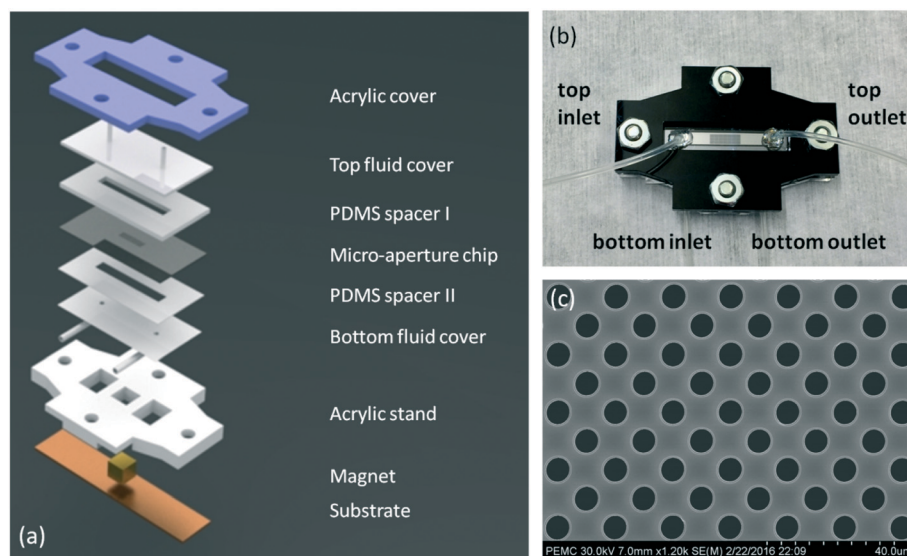 Acrylic cover
Top fluid cover
PDMS spacer I
Micro-aperture chip
PDMS spacer II
Bottom fluid cover
Acrylic stand
Magnet
Substrate
(a)
(b)
top inlet
top outlet
bottom inlet
bottom outlet
(c)
PEMC 30.0kV 7.0mm x1.20k SE(M) 2/22/2016 22:09
40.0um